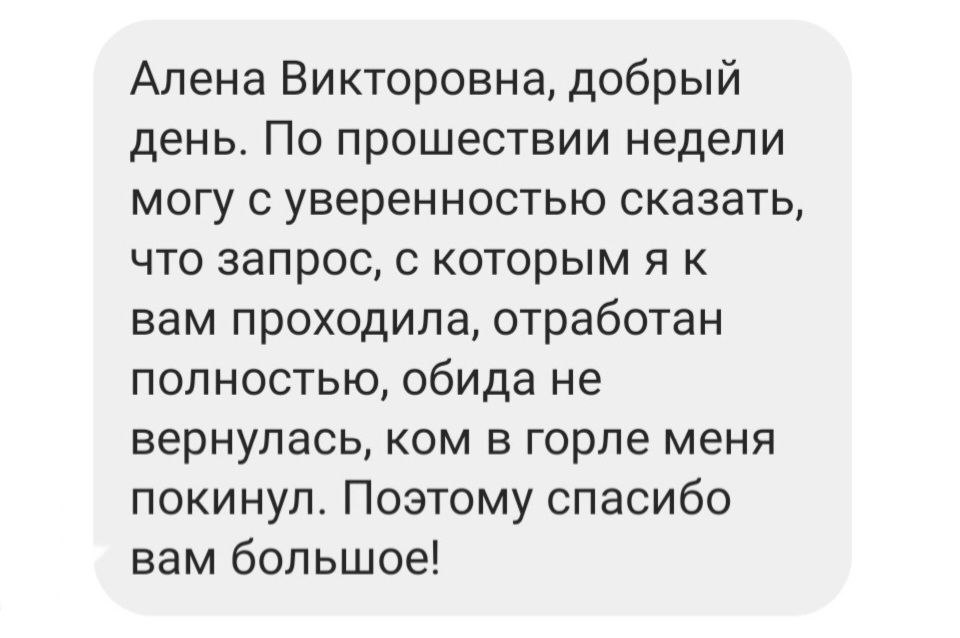 Алена Викторовна, добрый
день. По прошествии недели
могу с уверенностью сказать,
что запрос, с которым я к
вам проходила, отработан
полностью, обида не
вернулась, ком в горле меня
покинул. Поэтому спасибо
вам большое!